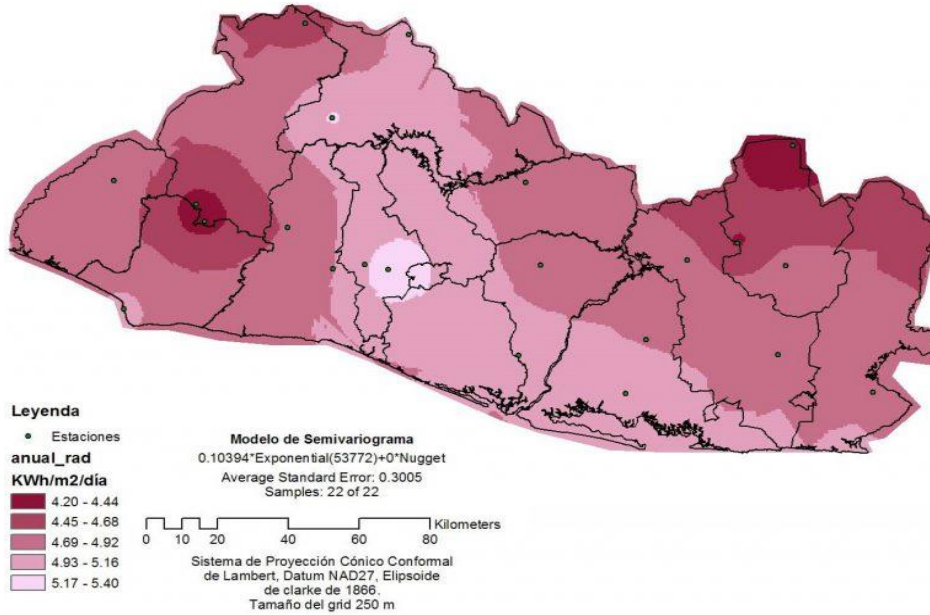 Leyenda
Estaciones
anual_rad
KWh/m2/día
4.20 - 4.44
4.45 - 4.68
4.69 - 4.92
4.93 - 5.16
5.17 - 5.40
Modelo de Semivariograma
0.10394*Exponential(53772)+0*Nugget
Average Standard Error: 0.3005
Samples: 22 of 22
Kilometers
0 10 20 40 60 80
Sistema de Proyección Cónico Conformal
de Lambert, Datum NAD27, Elipsoide
de clarke de 1866.
Tamaño del grid 250 m